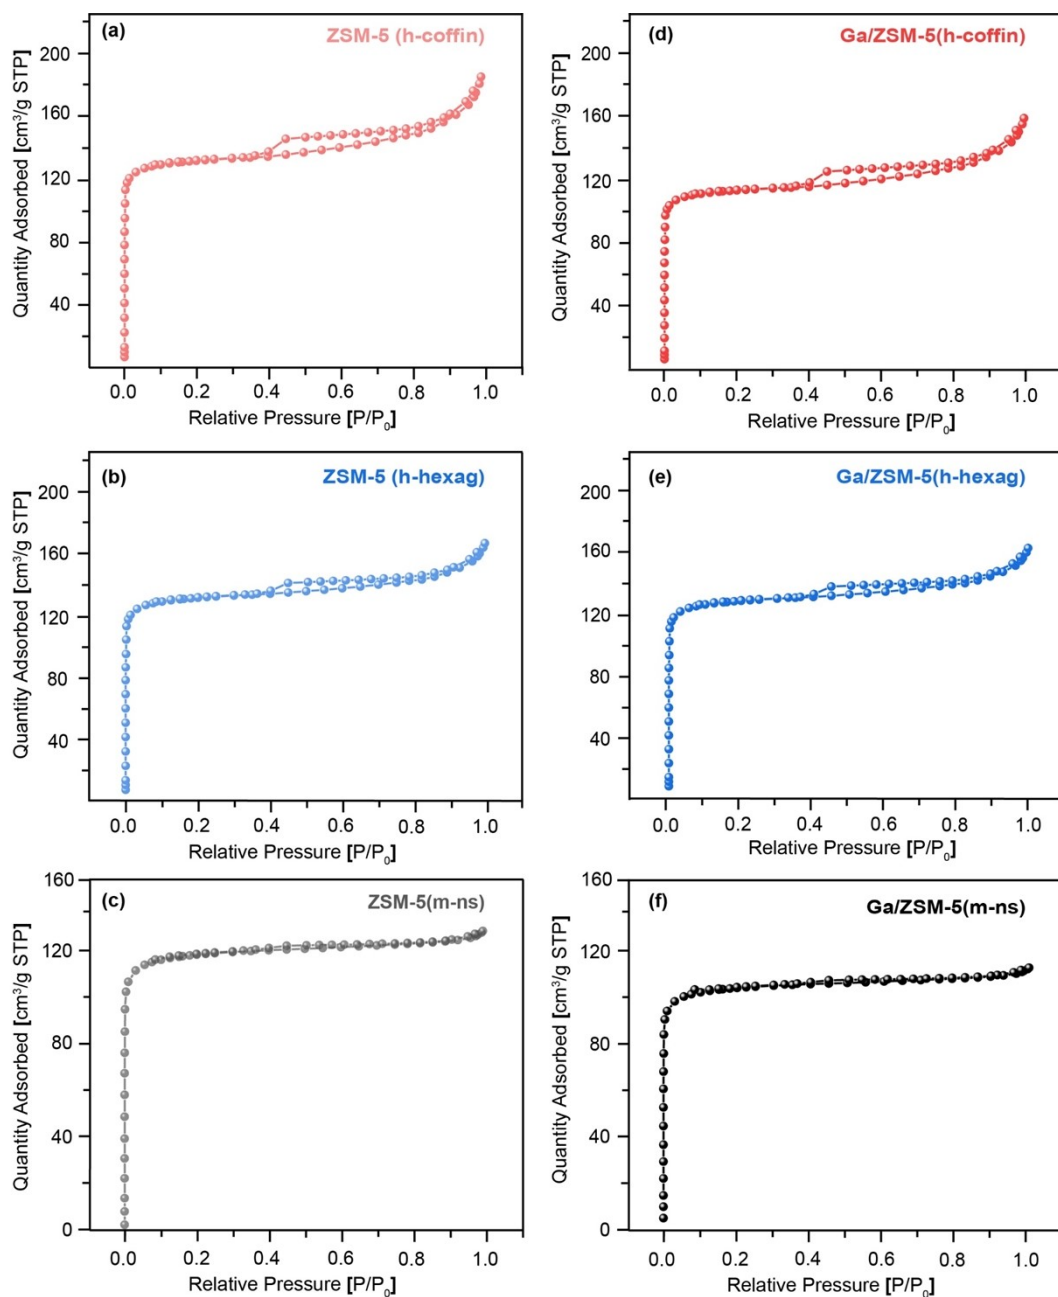 (a)
ZSM-5 (h-coffin)
Quantity Adsorbed [cm³/g STP]
200
160
120
80
40
0.0 0.2 0.4 0.6 0.8 1.0
Relative Pressure [P/P₀]
(d)
Ga/ZSM-5(h-coffin)
Quantity Adsorbed [cm³/g STP]
200
160
120
80
40
0.0 0.2 0.4 0.6 0.8 1.0
Relative Pressure [P/P₀]
(b)
ZSM-5 (h-hexag)
Quantity Adsorbed [cm³/g STP]
200
160
120
80
40
0.0 0.2 0.4 0.6 0.8 1.0
Relative Pressure [P/P₀]
(e)
Ga/ZSM-5(h-hexag)
Quantity Adsorbed [cm³/g STP]
200
160
120
80
40
0.0 0.2 0.4 0.6 0.8 1.0
Relative Pressure [P/P₀]
(c)
ZSM-5(m-ns)
Quantity Adsorbed [cm³/g STP]
160
120
80
40
0
0.0 0.2 0.4 0.6 0.8 1.0
Relative Pressure [P/P₀]
(f)
Ga/ZSM-5(m-ns)
Quantity Adsorbed [cm³/g STP]
160
120
80
40
0
0.0 0.2 0.4 0.6 0.8 1.0
Relative Pressure [P/P₀]